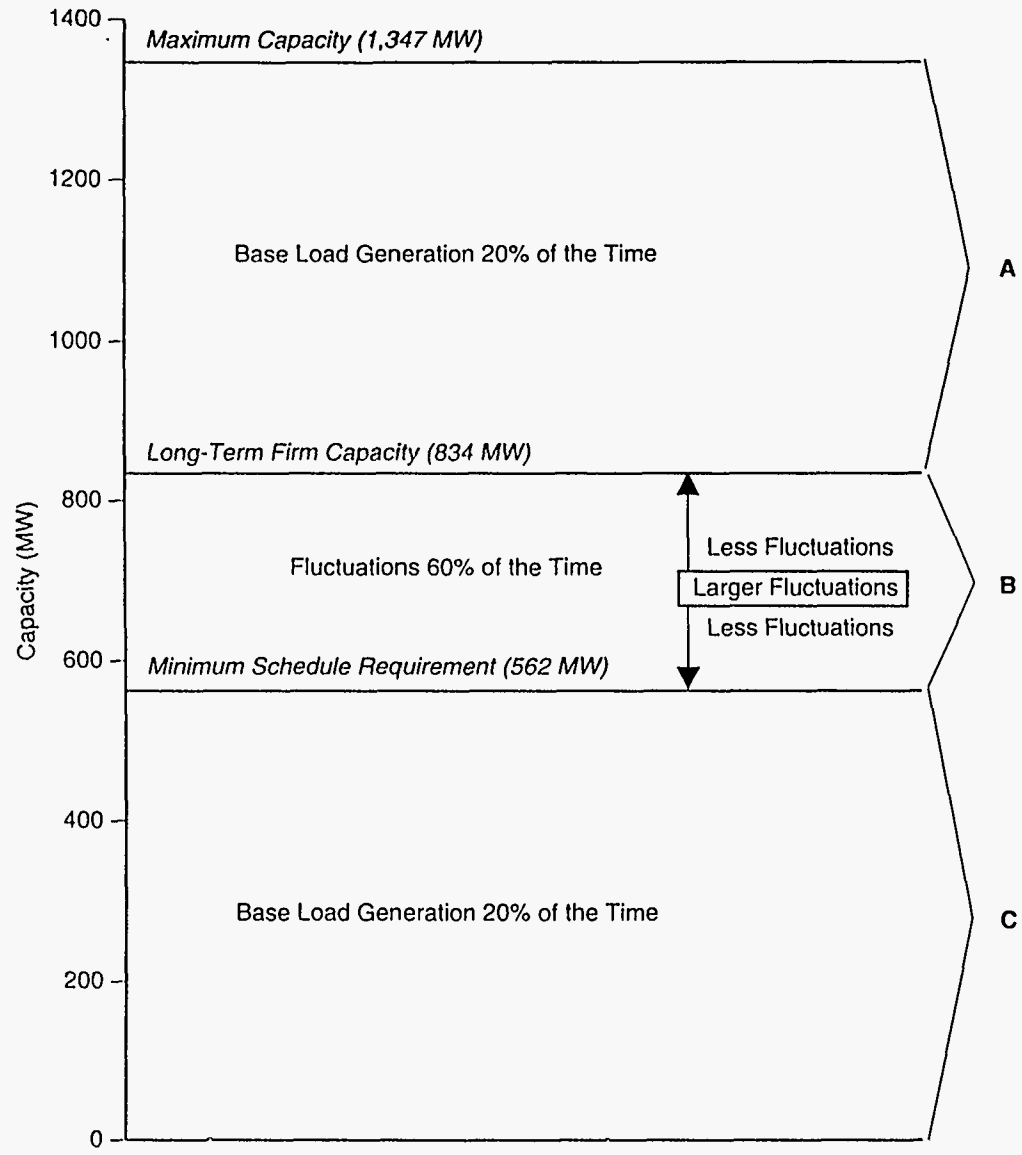 1400
Maximum Capacity (1,347 MW)
1200
Base Load Generation 20% of the Time
A
1000
Long-Term Firm Capacity (834 MW)
800
Capacity (MW)
Less Fluctuations
Fluctuations 60% of the Time
Larger Fluctuations
B
Less Fluctuations
600
Minimum Schedule Requirement (562 MW)
400
Base Load Generation 20% of the Time
C
200
0